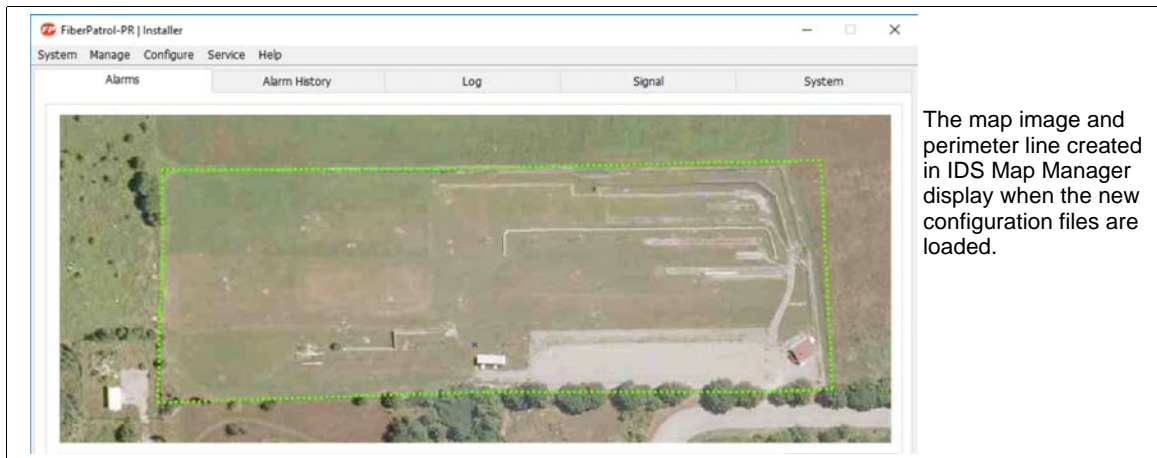 FP FiberPatrol-PR | Installer
System Manage Configure Service Help
Alarms Alarm History Log Signal System
The map image and
perimeter line created
in IDS Map Manager
display when the new
configuration files are
loaded.